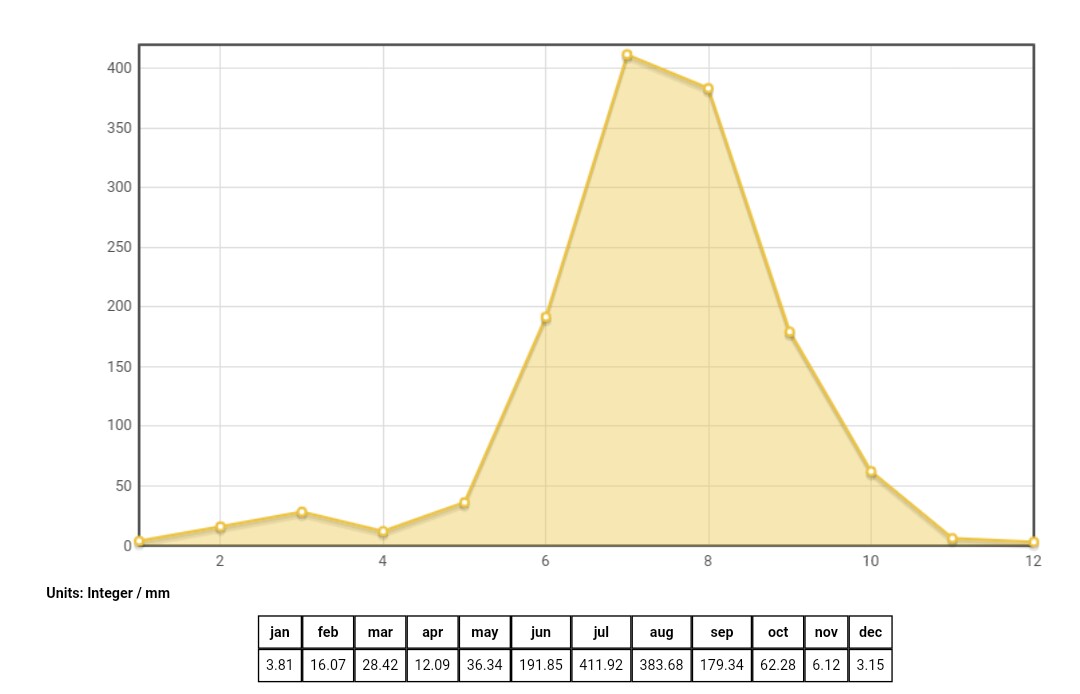 400
350
300
250
200
150
100
50
0
2 4 6 8 10 12
Units: Integer / mm
jan feb mar apr may jun jul aug sep oct nov dec
3.81 16.07 28.42 12.09 36.34 191.85 411.92 383.68 179.34 62.28 6.12 3.15